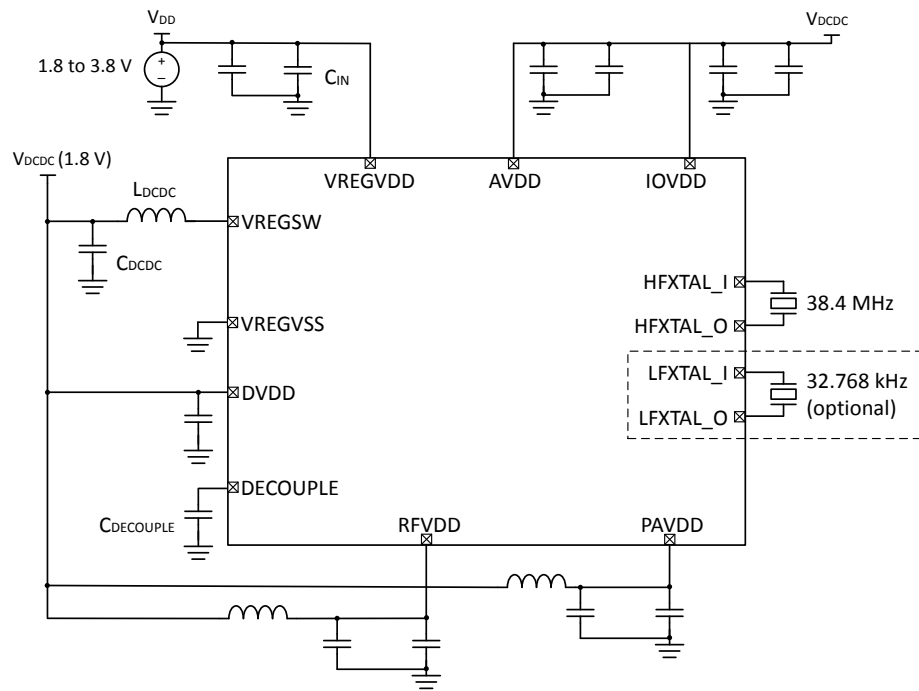 VDD
VDCDC
1.8 to 3.8 V
+
–
CIN
VDCDC (1.8 V)
VREGVDD
AVDD
IOVDD
LDCDC
VREGSW
CDCDC
HFXTAL_I
38.4 MHz
VREGVSS
HFXTAL_O
LFXTAL_I
32.768 kHz
(optional)
DVDD
LFXTAL_O
DECOUPLE
CDECOUPLE
RFVDD
PAVDD